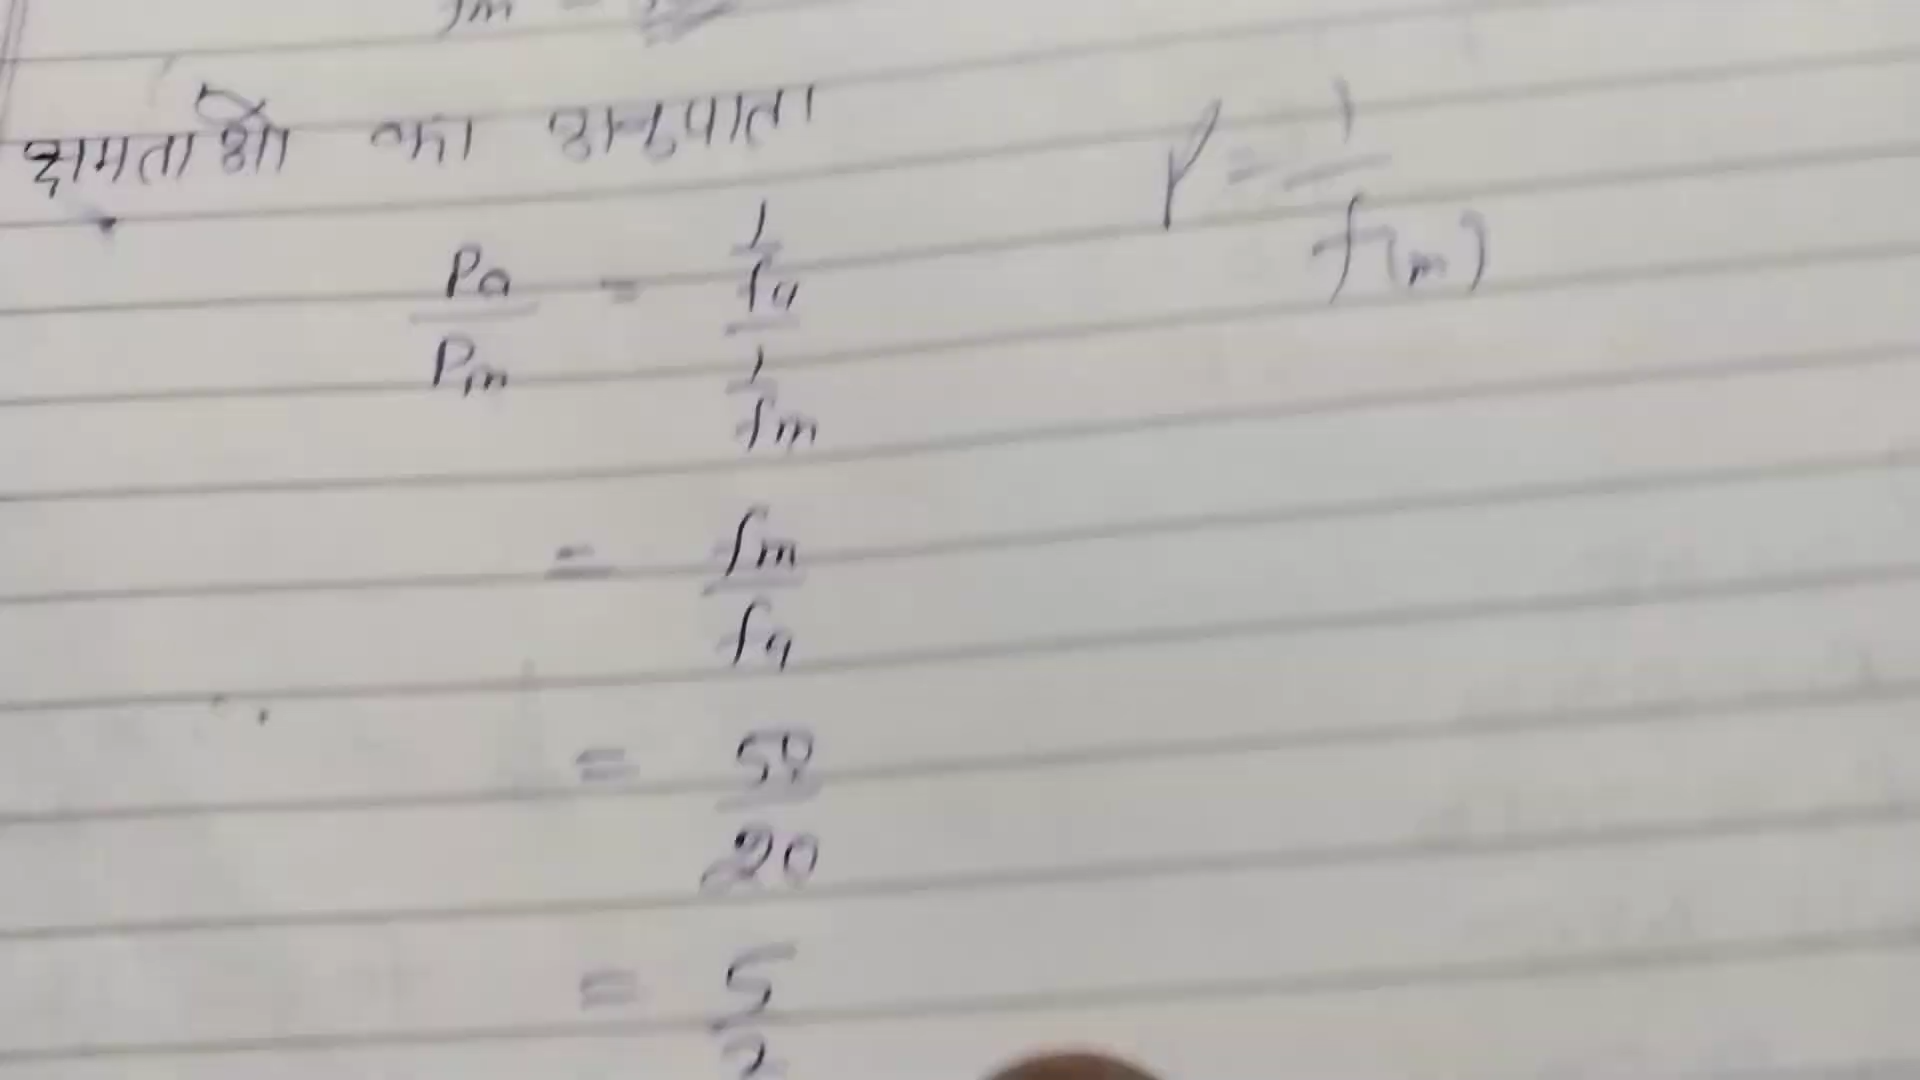 क्षमताओ का अनुपात।
P = 1/f(m)
Pa/Pm = 1/fa / 1/fm
= fm/fa
= 50/20
= 5/2